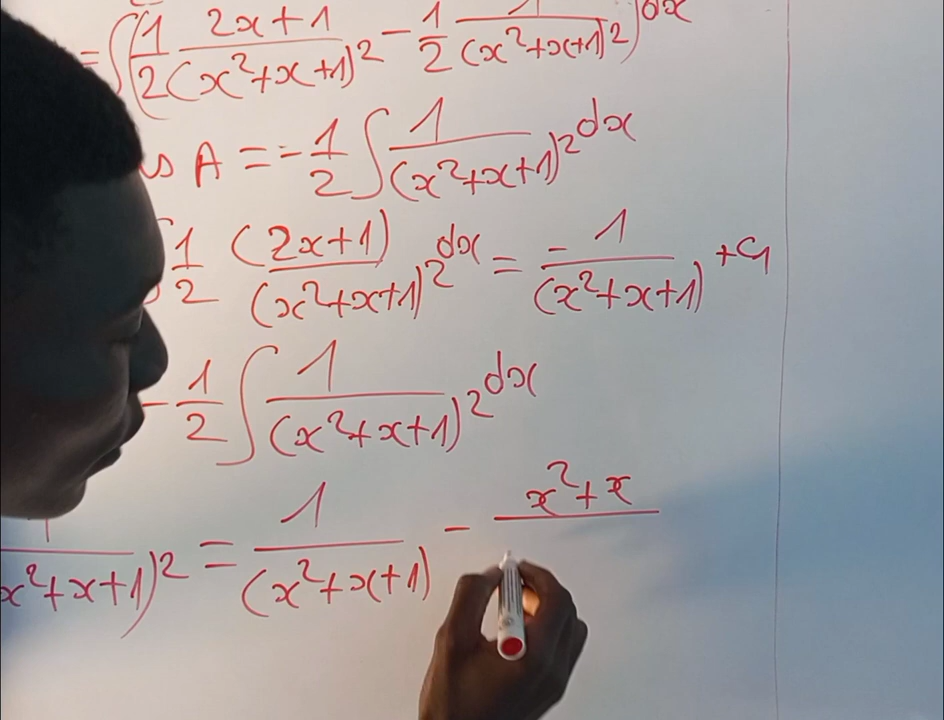 =∫(1/2 (2x+1)/(x²+x+1)² - 1/2 1/(x²+x+1)²)dx
A = -1/2 ∫ 1/(x²+x+1)² dx
∫ 1/2 (2x+1)/(x²+x+1)² dx = -1/(x²+x+1) + C₁
-1/2 ∫ 1/(x²+x+1)² dx
1/(x²+x+1)² = 1/(x²+x+1) - x²+x